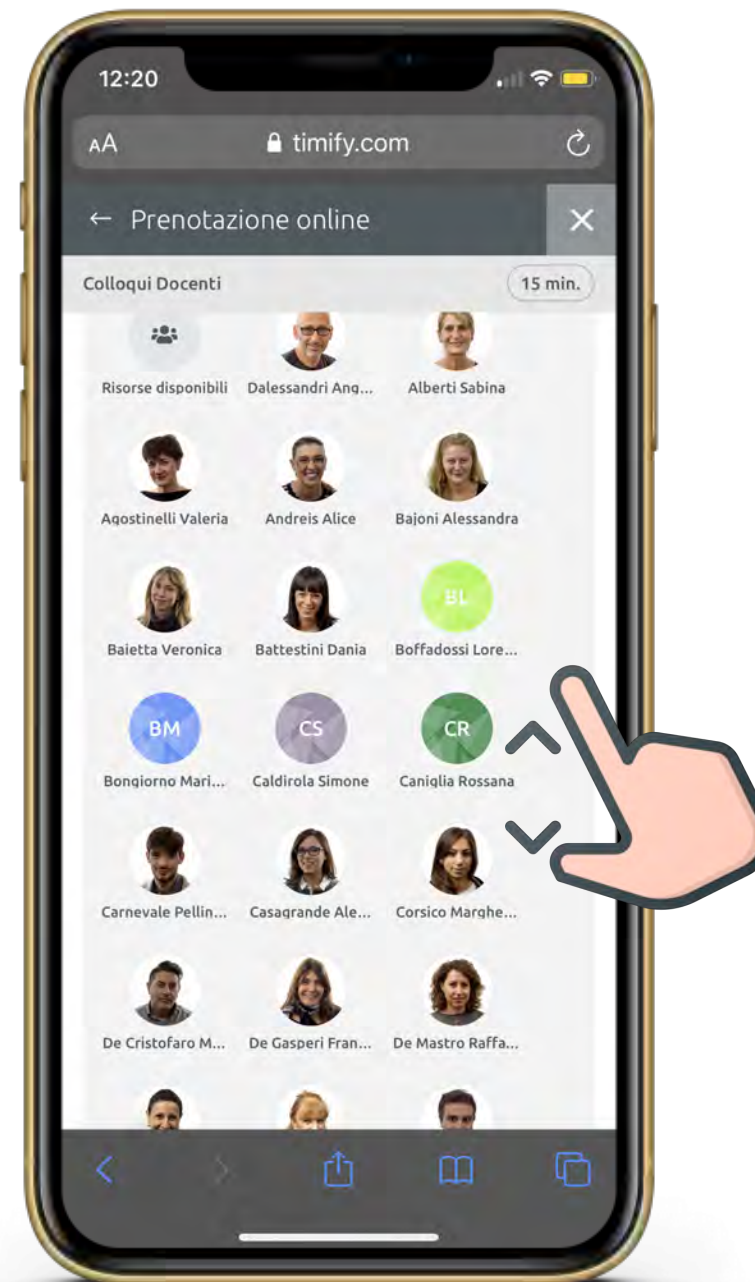 12:20
AA timify.com
← Prenotazione online ×
Colloqui Docenti 15 min.
Risorse disponibili Dalessandri Ang... Alberti Sabina
Agostinelli Valeria Andreis Alice Bajoni Alessandra
BL
Baletta Veronica Battestini Dania Boffadossi Lore...
BM CS CR
Bongiorno Mari... Caldirola Simone Caniglia Rossana
Carnevale Pellin... Casagrande Ale... Corsico Marghe...
De Cristofaro M... De Gasperi Fran... De Mastro Raffa...